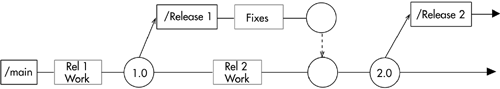 /Release 1
Fixes
/Release 2
/main
Rel 1
Work
1.0
Rel 2
Work
2.0